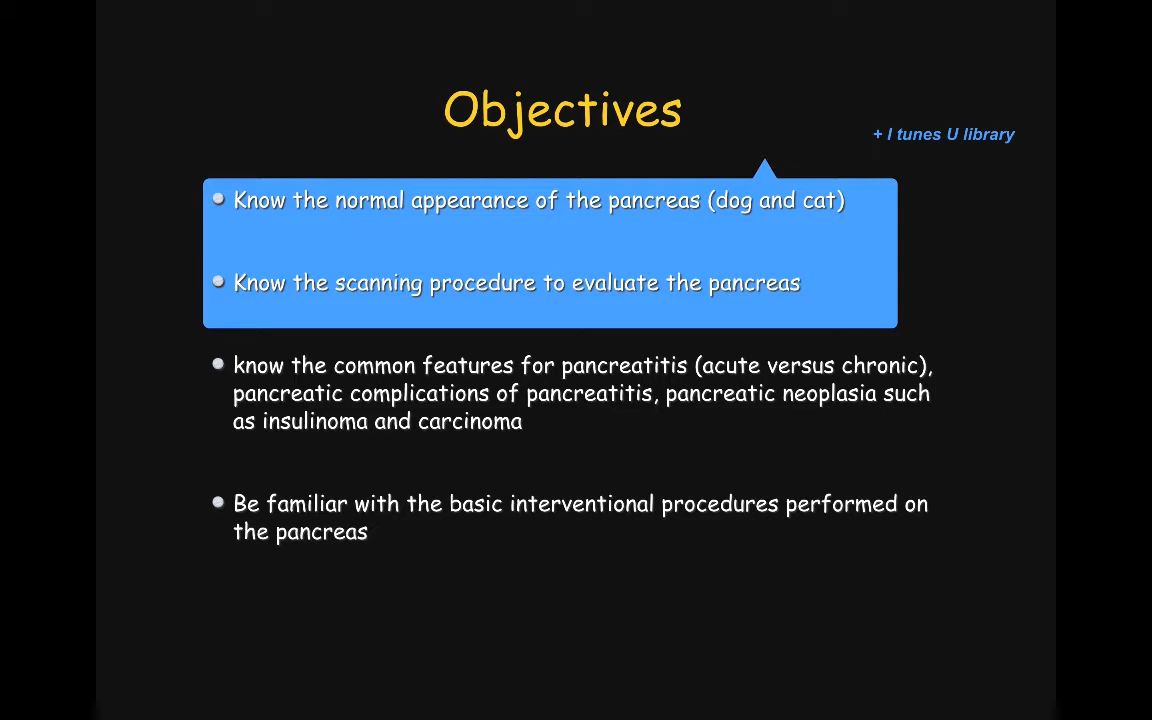 Objectives
+ I tunes U library
Know the normal appearance of the pancreas (dog and cat)
Know the scanning procedure to evaluate the pancreas
know the common features for pancreatitis (acute versus chronic),
pancreatic complications of pancreatitis, pancreatic neoplasia such
as insulinoma and carcinoma
Be familiar with the basic interventional procedures performed on
the pancreas